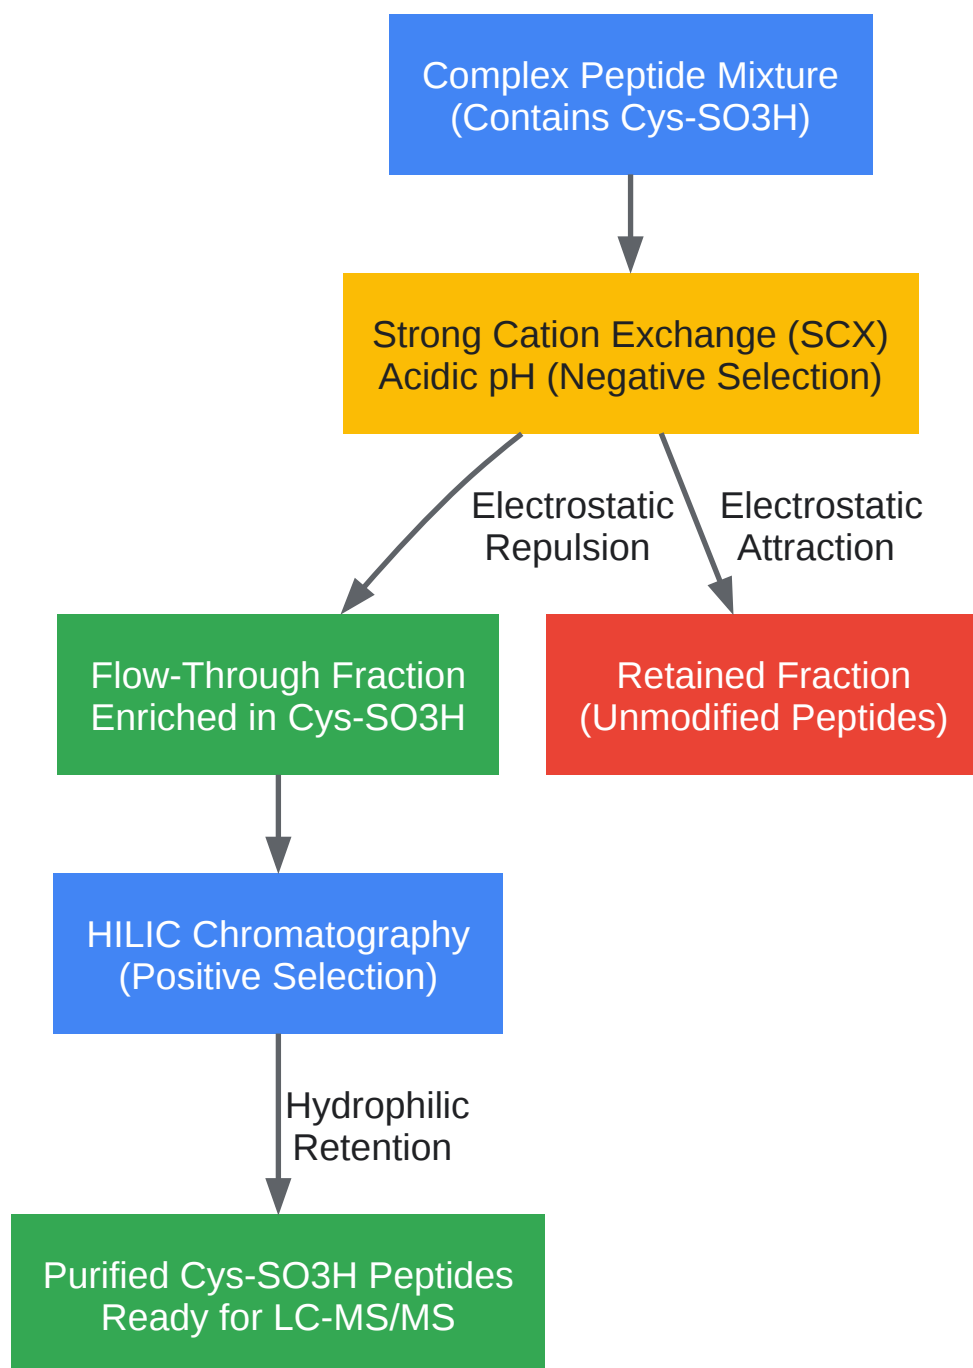 Complex Peptide Mixture
(Contains Cys-SO3H)
Strong Cation Exchange (SCX)
Acidic pH (Negative Selection)
Electrostatic
Repulsion
Electrostatic
Attraction
Flow-Through Fraction
Enriched in Cys-SO3H
Retained Fraction
(Unmodified Peptides)
HILIC Chromatography
(Positive Selection)
Hydrophilic
Retention
Purified Cys-SO3H Peptides
Ready for LC-MS/MS